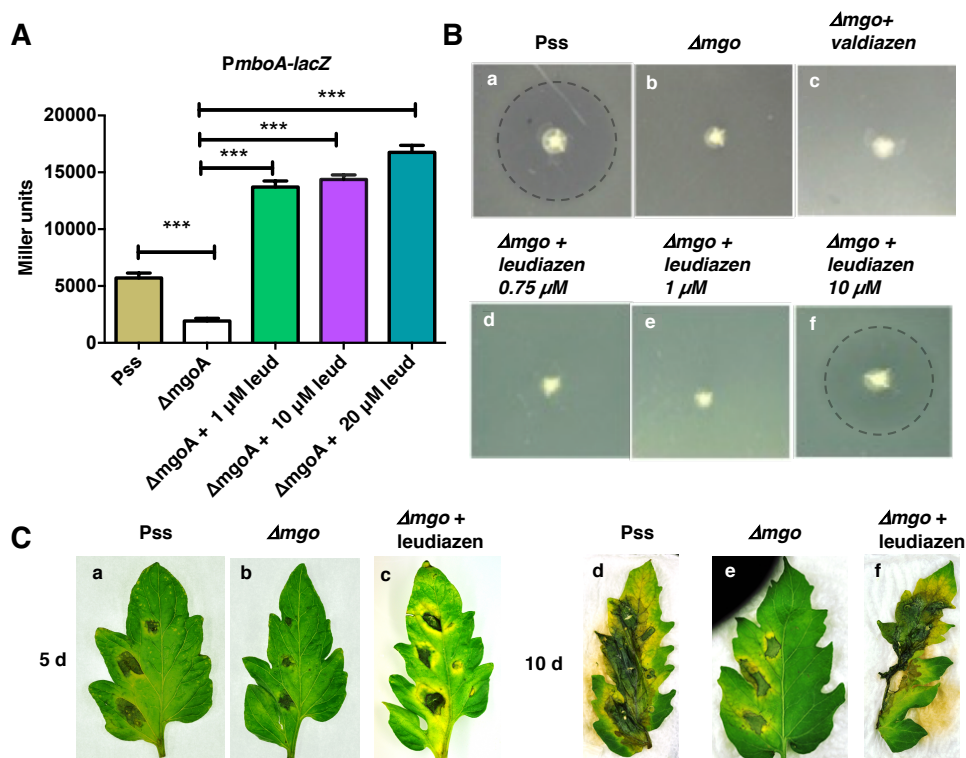 A
PmboA-lacZ
***
***
***
***
20000
15000
10000
5000
0
Miller units
Pss
ΔmgoA
ΔmgoA + 1 µM leud
ΔmgoA + 10 µM leud
ΔmgoA + 20 µM leud
B
Pss
Δmgo
Δmgo+
valdiazen
a
b
c
Δmgo +
leudiazen
0.75 µM
Δmgo +
leudiazen
1 µM
Δmgo +
leudiazen
10 µM
d
e
f
C
Pss
Δmgo
Δmgo +
leudiazen
Pss
Δmgo
Δmgo +
leudiazen
5 d
a
b
c
10 d
d
e
f